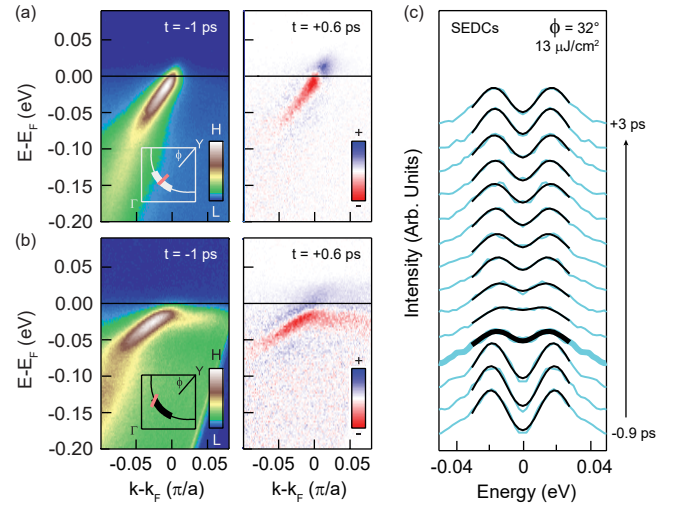 (a)
t = -1 ps
t = +0.6 ps
E-E_F (eV)
0.05
0.00
-0.05
-0.10
-0.15
-0.20
Γ
Y
ϕ
H
L
+
-
(b)
t = -1 ps
t = +0.6 ps
E-E_F (eV)
0.05
0.00
-0.05
-0.10
-0.15
-0.20
Γ
Y
ϕ
H
L
+
-
-0.05 0 0.05
-0.05 0 0.05
k-k_F (π/a)
k-k_F (π/a)
(c)
SEDCs
ϕ = 32°
13 μJ/cm²
+3 ps
-0.9 ps
Intensity (Arb. Units)
-0.04 0 0.04
Energy (eV)